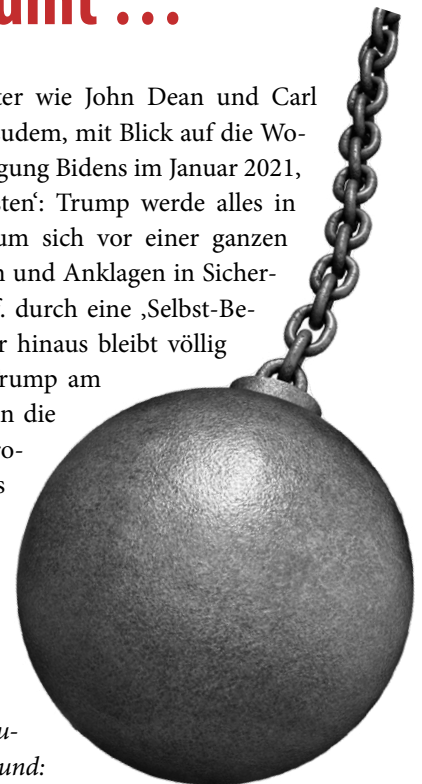 ...
ter wie John Dean und Carl
udem, mit Blick auf die Wo-
gung Bidens im Januar 2021,
ten‘: Trump werde alles in
um sich vor einer ganzen
n und Anklagen in Sicher-
. durch eine ‚Selbst-Be-
r hinaus bleibt völlig
rump am
n die
ro-
s
u-
und: